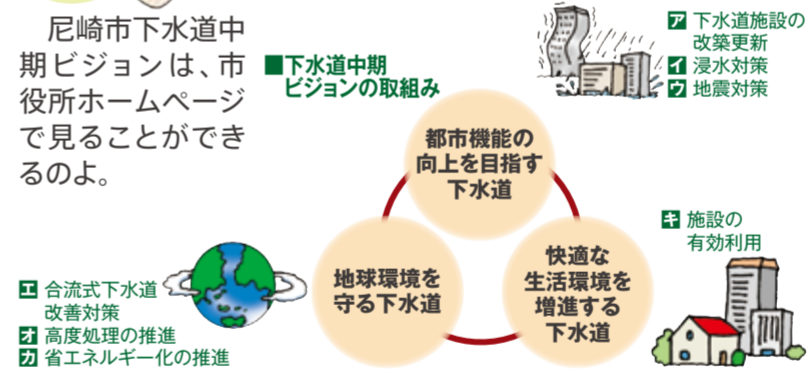 尼崎市下水道中
期ビジョンは、市
役所ホームページ
で見ることができ
るのよ。
■下水道中期
ビジョンの取組み
ア 下水道施設の
改築更新
イ 浸水対策
ウ 地震対策
都市機能の
向上を目指す
下水道
地球環境を
守る下水道
快適な
生活環境を
増進する
下水道
エ 合流式下水道
改善対策
オ 高度処理の推進
カ 省エネルギー化の推進
キ 施設の
有効利用